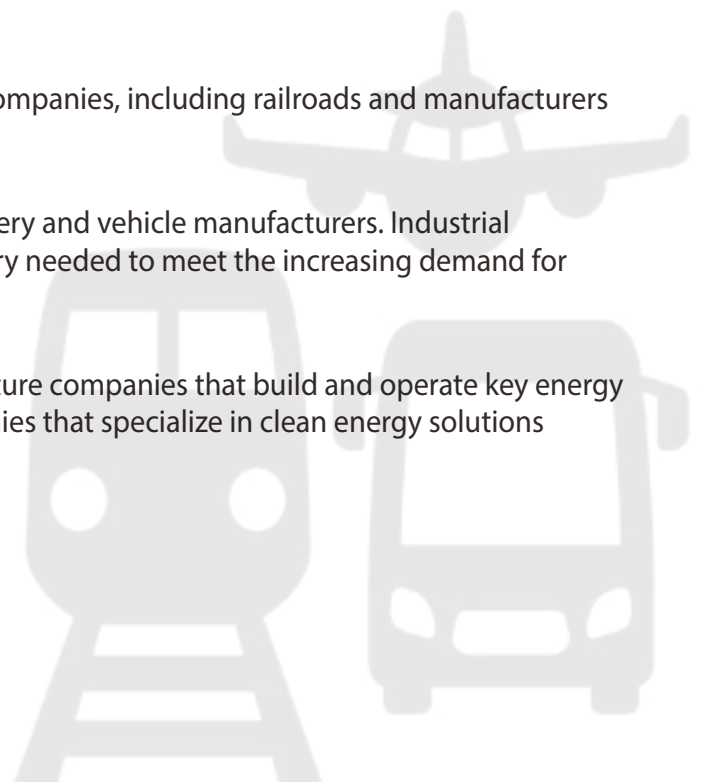 ompanies, including railroads and manufacturers
ery and vehicle manufacturers. Industrial
ry needed to meet the increasing demand for
ture companies that build and operate key energy
ies that specialize in clean energy solutions